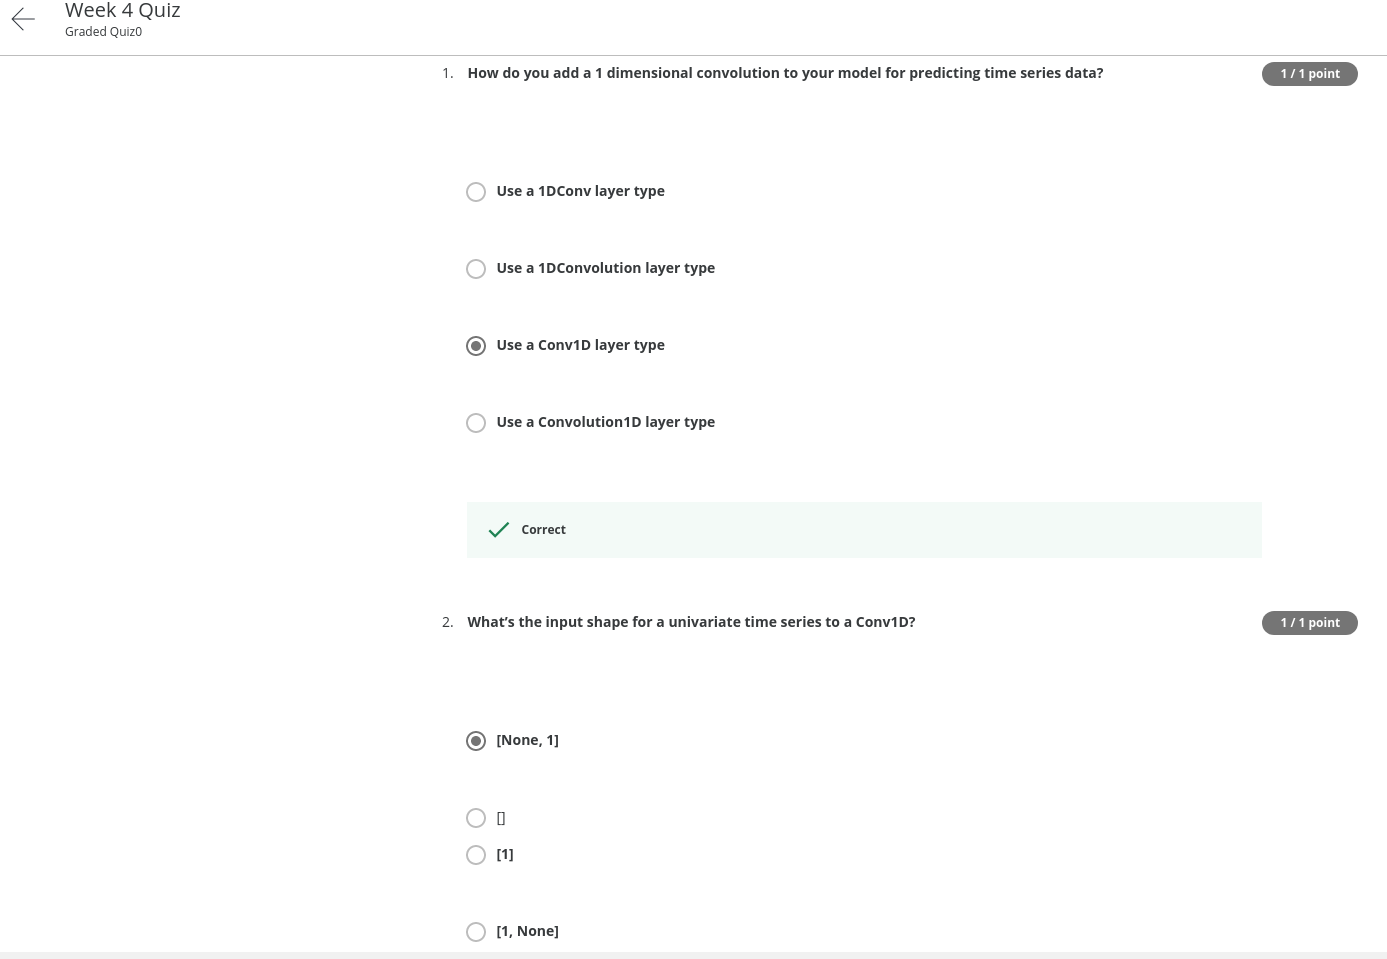 Week 4 Quiz
Graded Quiz0
1. How do you add a 1 dimensional convolution to your model for predicting time series data?
1 / 1 point
Use a 1DConv layer type
Use a 1DConvolution layer type
Use a Conv1D layer type
Use a Convolution1D layer type
Correct
2. What’s the input shape for a univariate time series to a Conv1D?
1 / 1 point
[None, 1]
[]
[1]
[1, None]